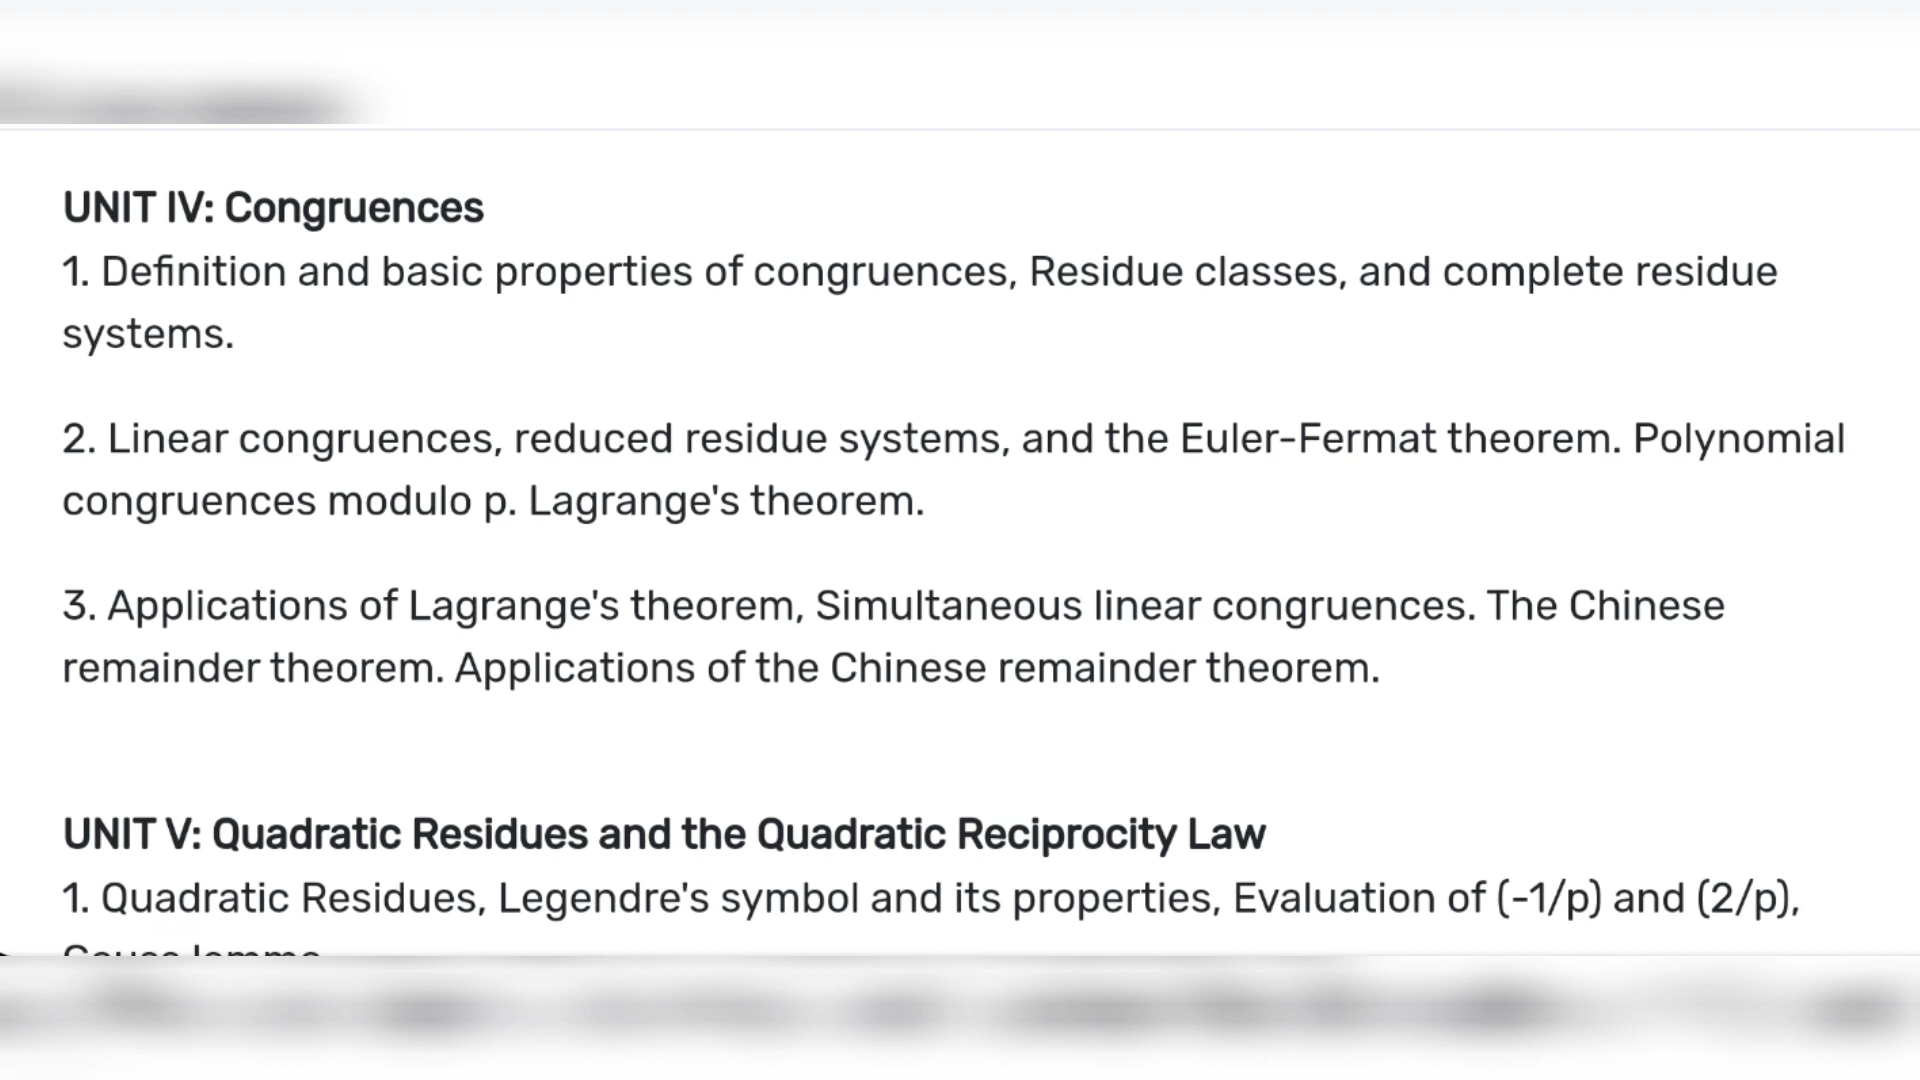 UNIT IV: Congruences
1. Definition and basic properties of congruences, Residue classes, and complete residue
systems.
2. Linear congruences, reduced residue systems, and the Euler-Fermat theorem. Polynomial
congruences modulo p. Lagrange's theorem.
3. Applications of Lagrange's theorem, Simultaneous linear congruences. The Chinese
remainder theorem. Applications of the Chinese remainder theorem.
UNIT V: Quadratic Residues and the Quadratic Reciprocity Law
1. Quadratic Residues, Legendre's symbol and its properties, Evaluation of (-1/p) and (2/p),